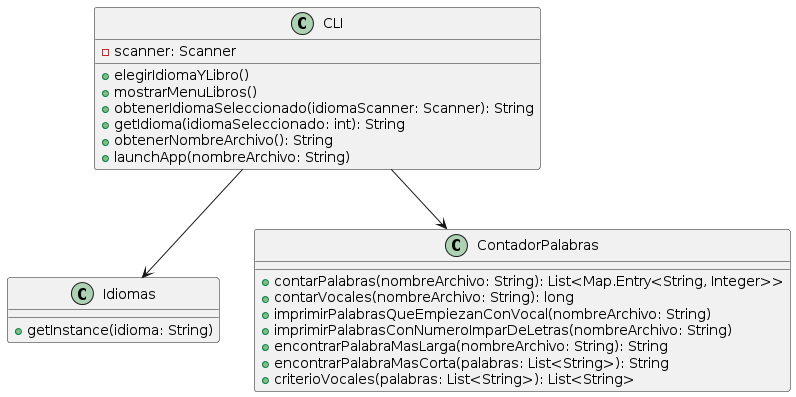 C CLI
scanner: Scanner
elegirIdiomaYLibro()
mostrarMenuLibros()
obtenerIdiomaSeleccionado(idiomaScanner: Scanner): String
getIdioma(idiomaSeleccionado: int): String
obtenerNombreArchivo(): String
launchApp(nombreArchivo: String)
C Idiomas
getInstance(idioma: String)
C ContadorPalabras
contarPalabras(nombreArchivo: String): List<Map.Entry<String, Integer>>
contarVocales(nombreArchivo: String): long
imprimirPalabrasQueEmpiezanConVocal(nombreArchivo: String)
imprimirPalabrasConNumeroImparDeLetras(nombreArchivo: String)
encontrarPalabraMasLarga(nombreArchivo: String): String
encontrarPalabraMasCorta(palabras: List<String>): String
criterioVocales(palabras: List<String>): List<String>